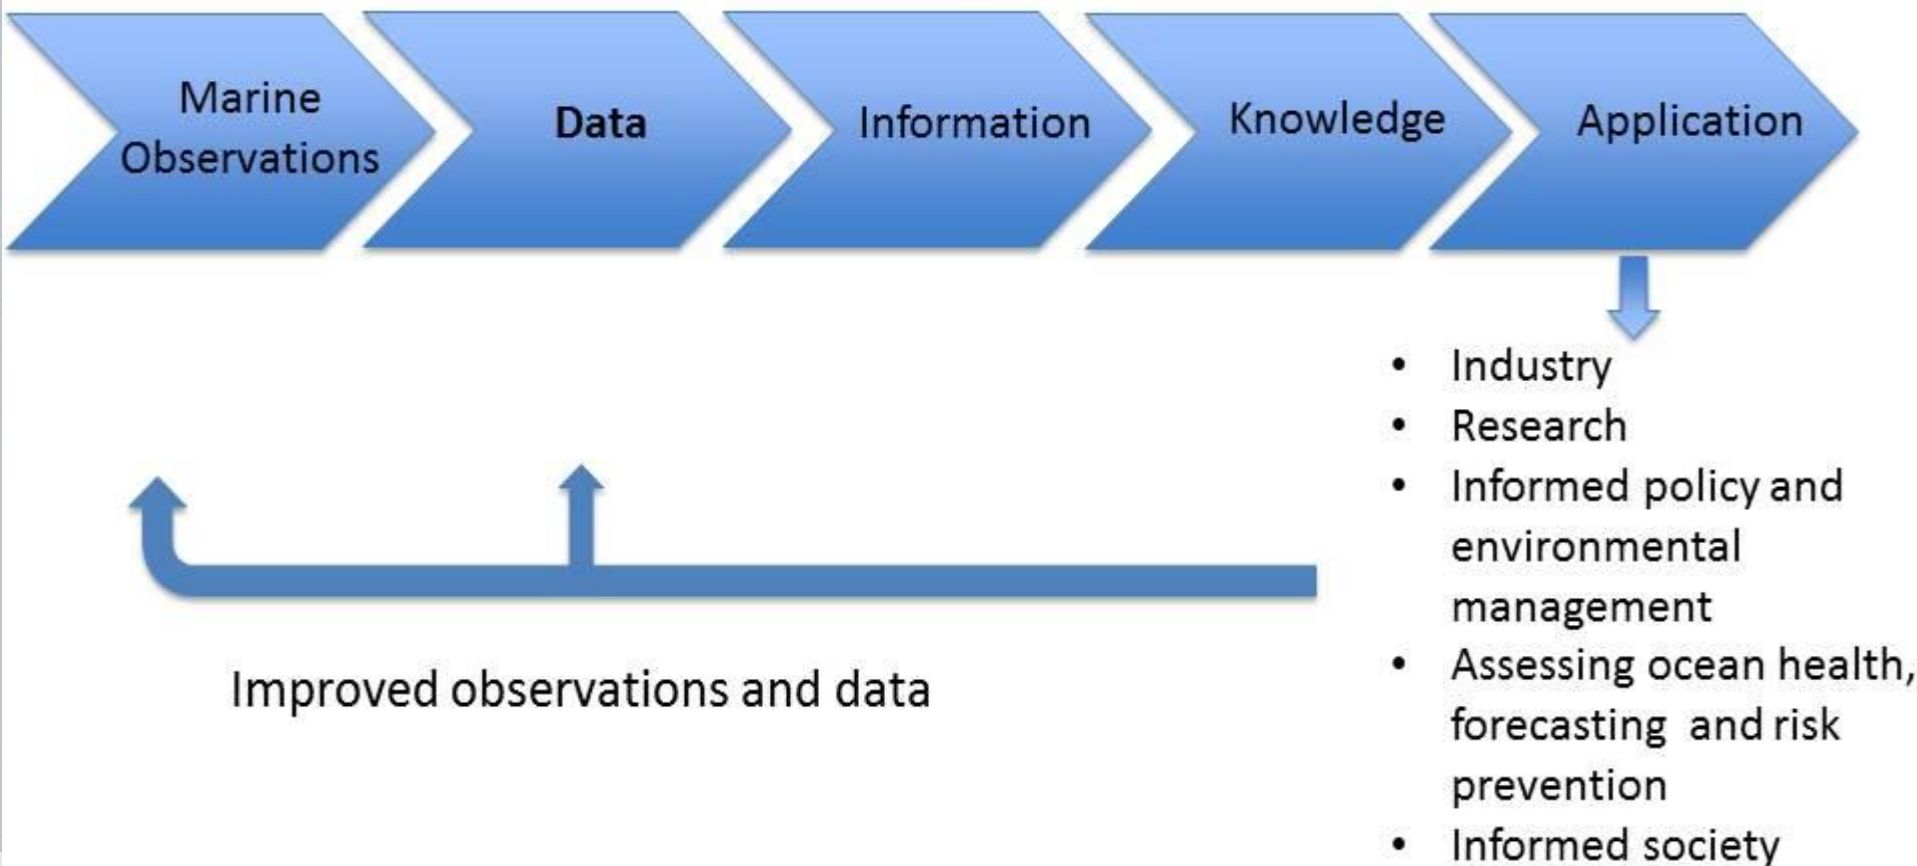 Marine
Observations
Data
Information
Knowledge
Application
• Industry
• Research
• Informed policy and
environmental
management
• Assessing ocean health,
forecasting and risk
prevention
• Informed society
Improved observations and data